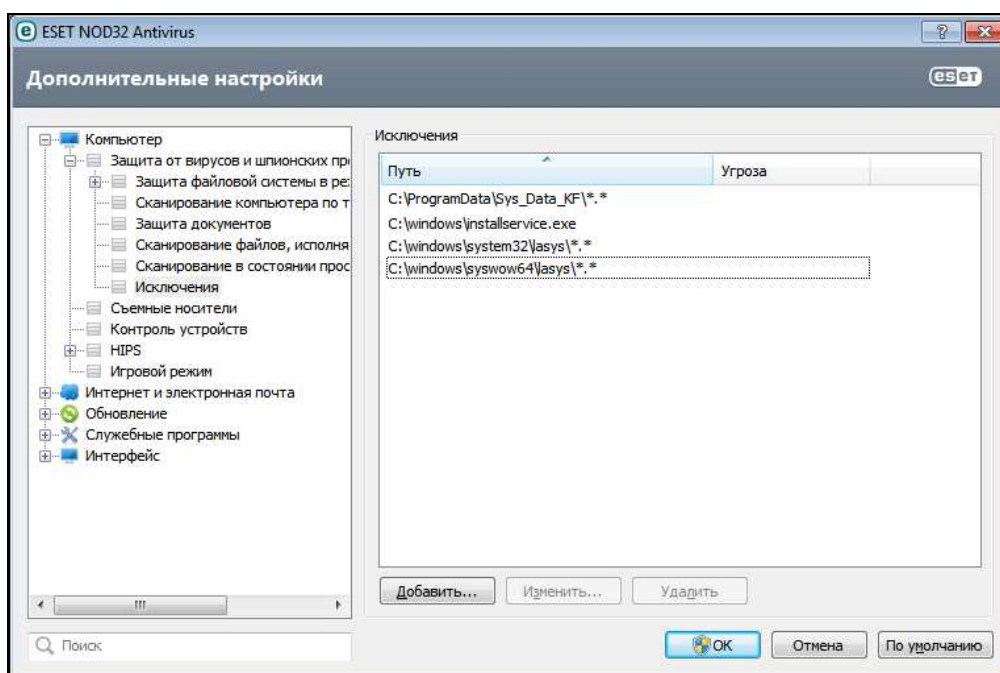 ESET NOD32 Antivirus
Дополнительные настройки
eset
Компьютер
Защита от вирусов и шпионских про
Защита файловой системы в реж
Сканирование компьютера по т
Защита документов
Сканирование файлов, исполня
Сканирование в состоянии прос
Исключения
Съемные носители
Контроль устройств
HIPS
Игровой режим
Интернет и электронная почта
Обновление
Служебные программы
Интерфейс
Поиск
Исключения
Путь Угроза
C:\ProgramData\Sys_Data_KF\*.*
C:\windows\installservice.exe
C:\windows\system32\lasys\*.*
C:\windows\syswow64\lasys\*.*
Добавить... Изменить... Удалить
OK Отмена По умолчанию